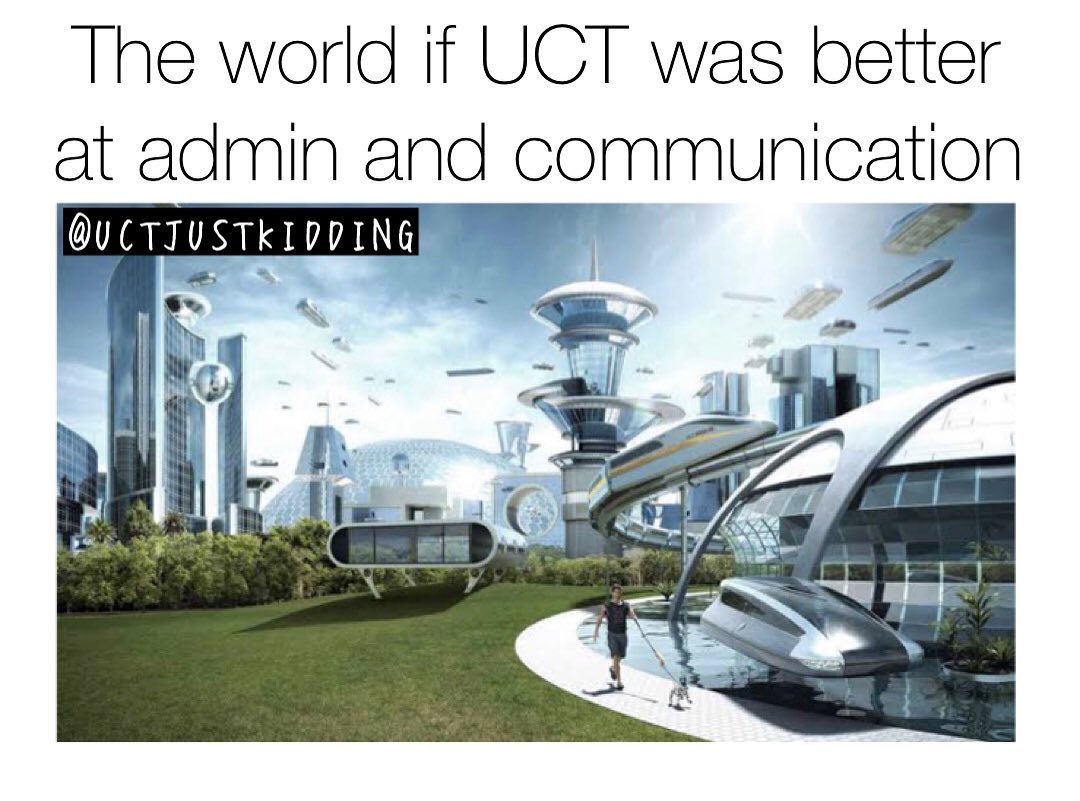 The world if UCT was better
at admin and communication
@UCTJUSTKIDDING